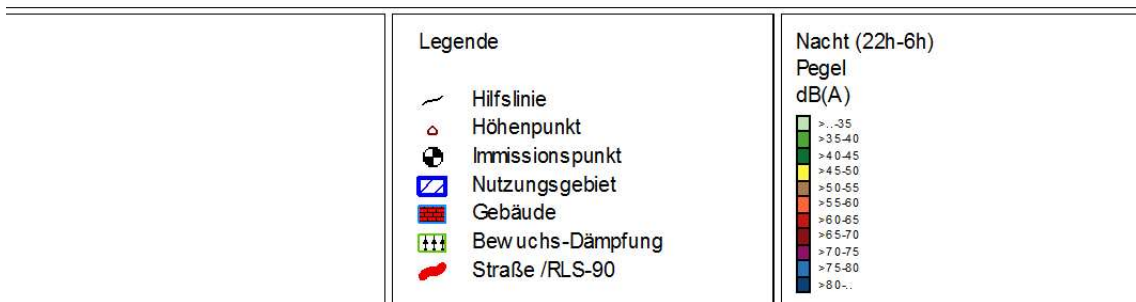 Legende
Hilfslinie
Höhenpunkt
Immissionspunkt
Nutzungsgebiet
Gebäude
Bewuchs-Dämpfung
Straße /RLS-90
Nacht (22h-6h)
Pegel
dB(A)
>..-35
>35-40
>40-45
>45-50
>50-55
>55-60
>60-65
>65-70
>70-75
>75-80
>80-..